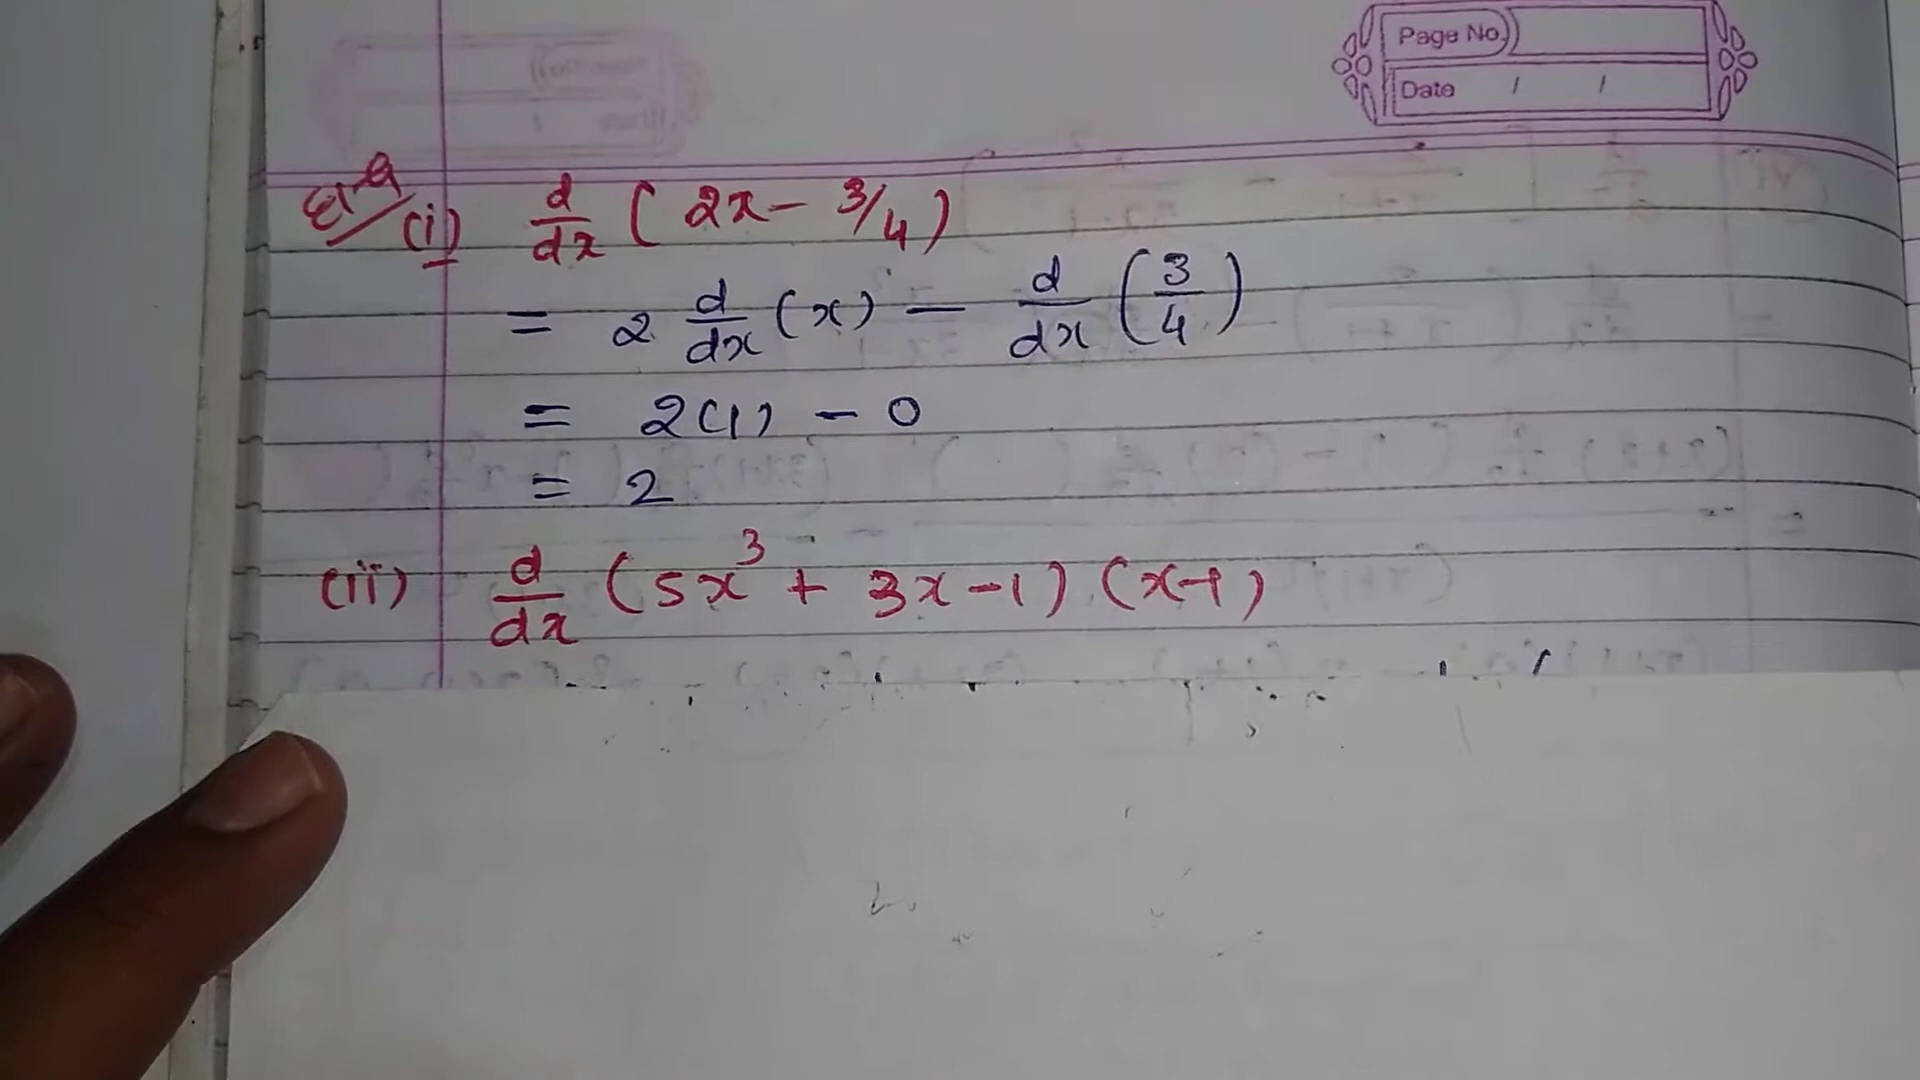 Page No.
Date / /
(i) d/dx ( 2x - 3/4 )
= 2 d/dx (x) - d/dx (3/4)
= 2(1) - 0
= 2
(ii) d/dx (5x³ + 3x-1) (x-1)